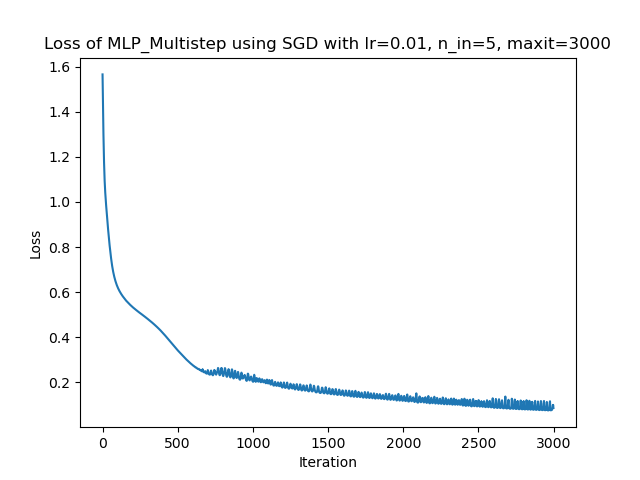 Loss of MLP_Multistep using SGD with lr=0.01, n_in=5, maxit=3000
1.6
1.4
1.2
1.0
0.8
0.6
0.4
0.2
Loss
0 500 1000 1500 2000 2500 3000
Iteration